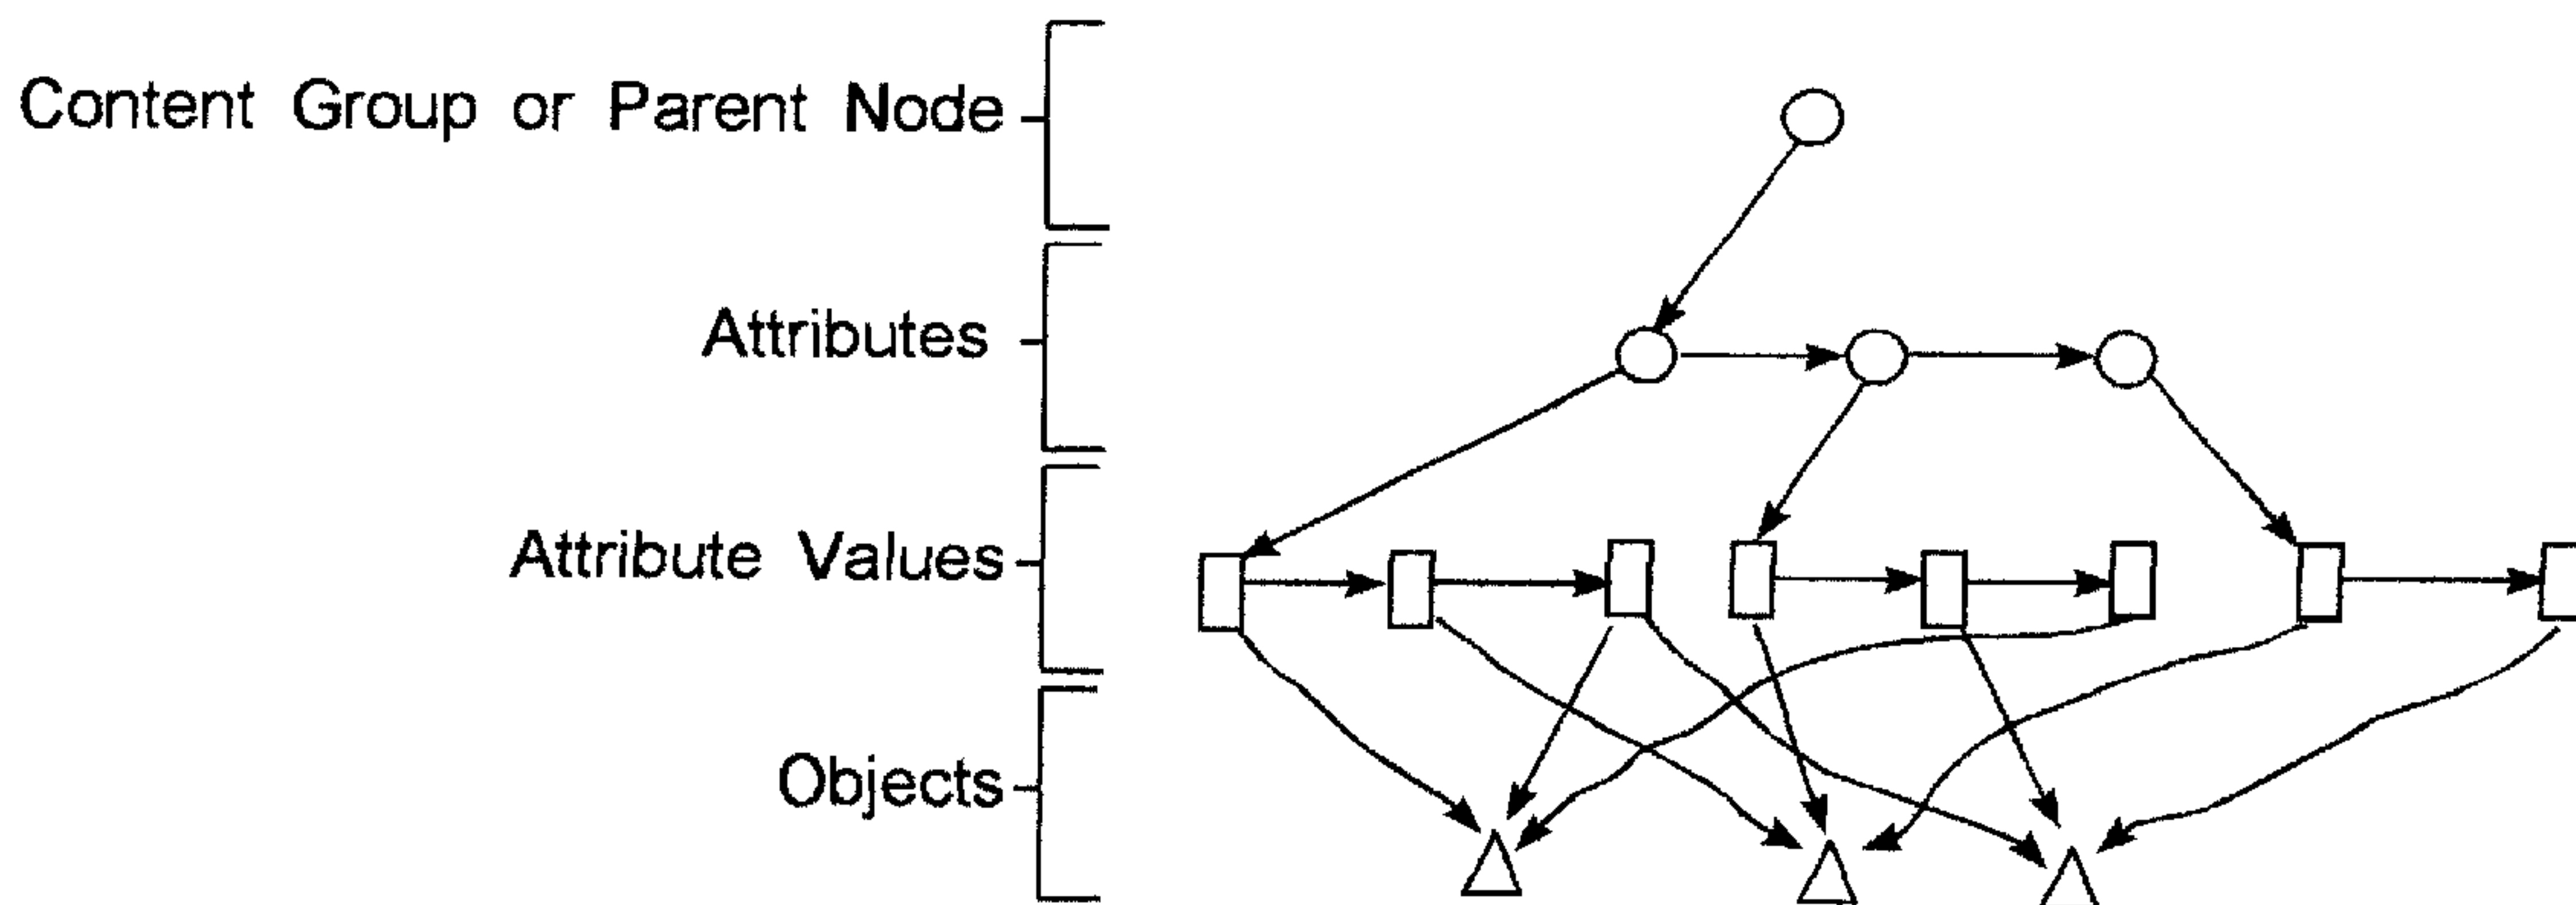 Content Group or Parent Node
Attributes
Attribute Values
Objects